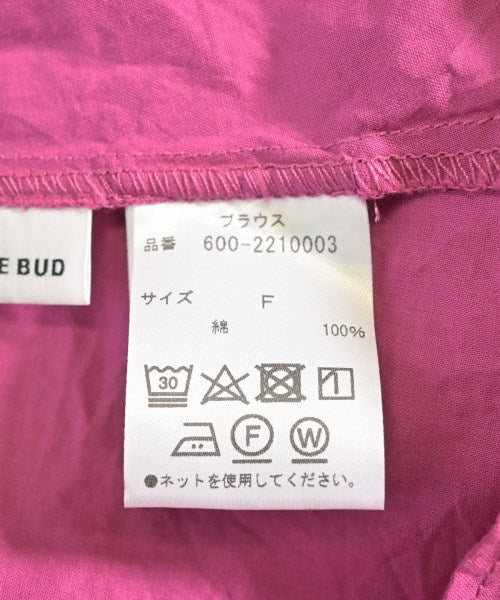 ブラウス
品番 600-2210003
E BUD
サイズ F
綿 100%
30
F W
●ネットを使用してください。